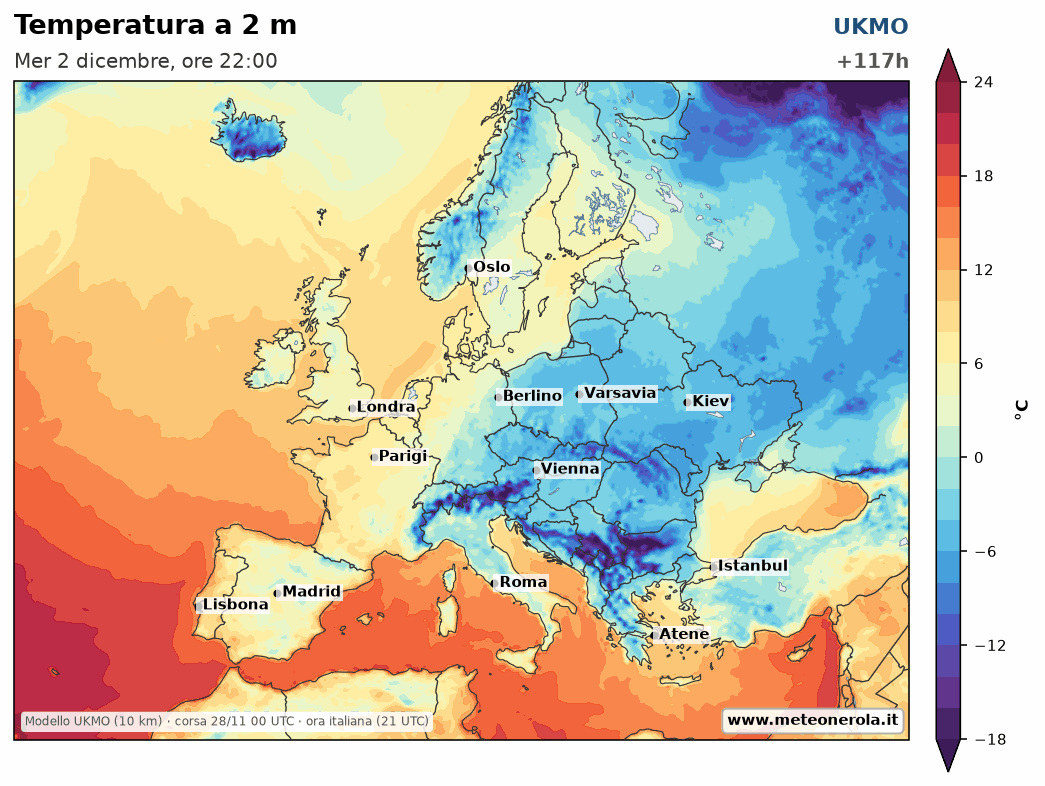 Temperatura a 2 m
UKMO
Mer 2 dicembre, ore 22:00
+117h
24
18
12
6
0
−6
−12
−18
°C
Oslo
Londra
Berlino
Varsavia
Kiev
Parigi
Vienna
Istanbul
Roma
Madrid
Lisbona
Atene
Modello UKMO (10 km) · corsa 28/11 00 UTC · ora italiana (21 UTC)
www.meteonerola.it